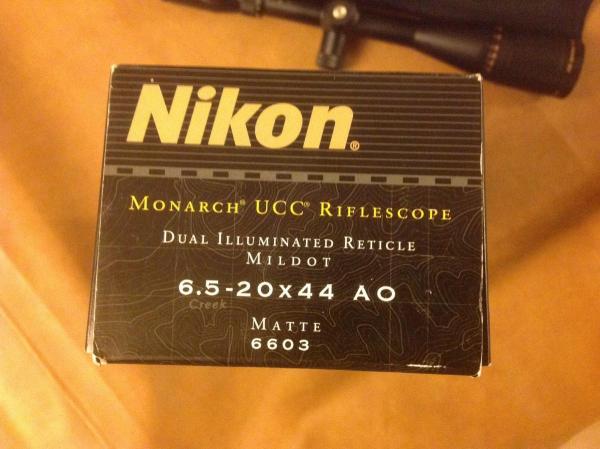 Nikon®
MONARCH® UCC® RIFLESCOPE
DUAL ILLUMINATED RETICLE
MILDOT
6.5-20x44 AO
Creek
MATTE
6603